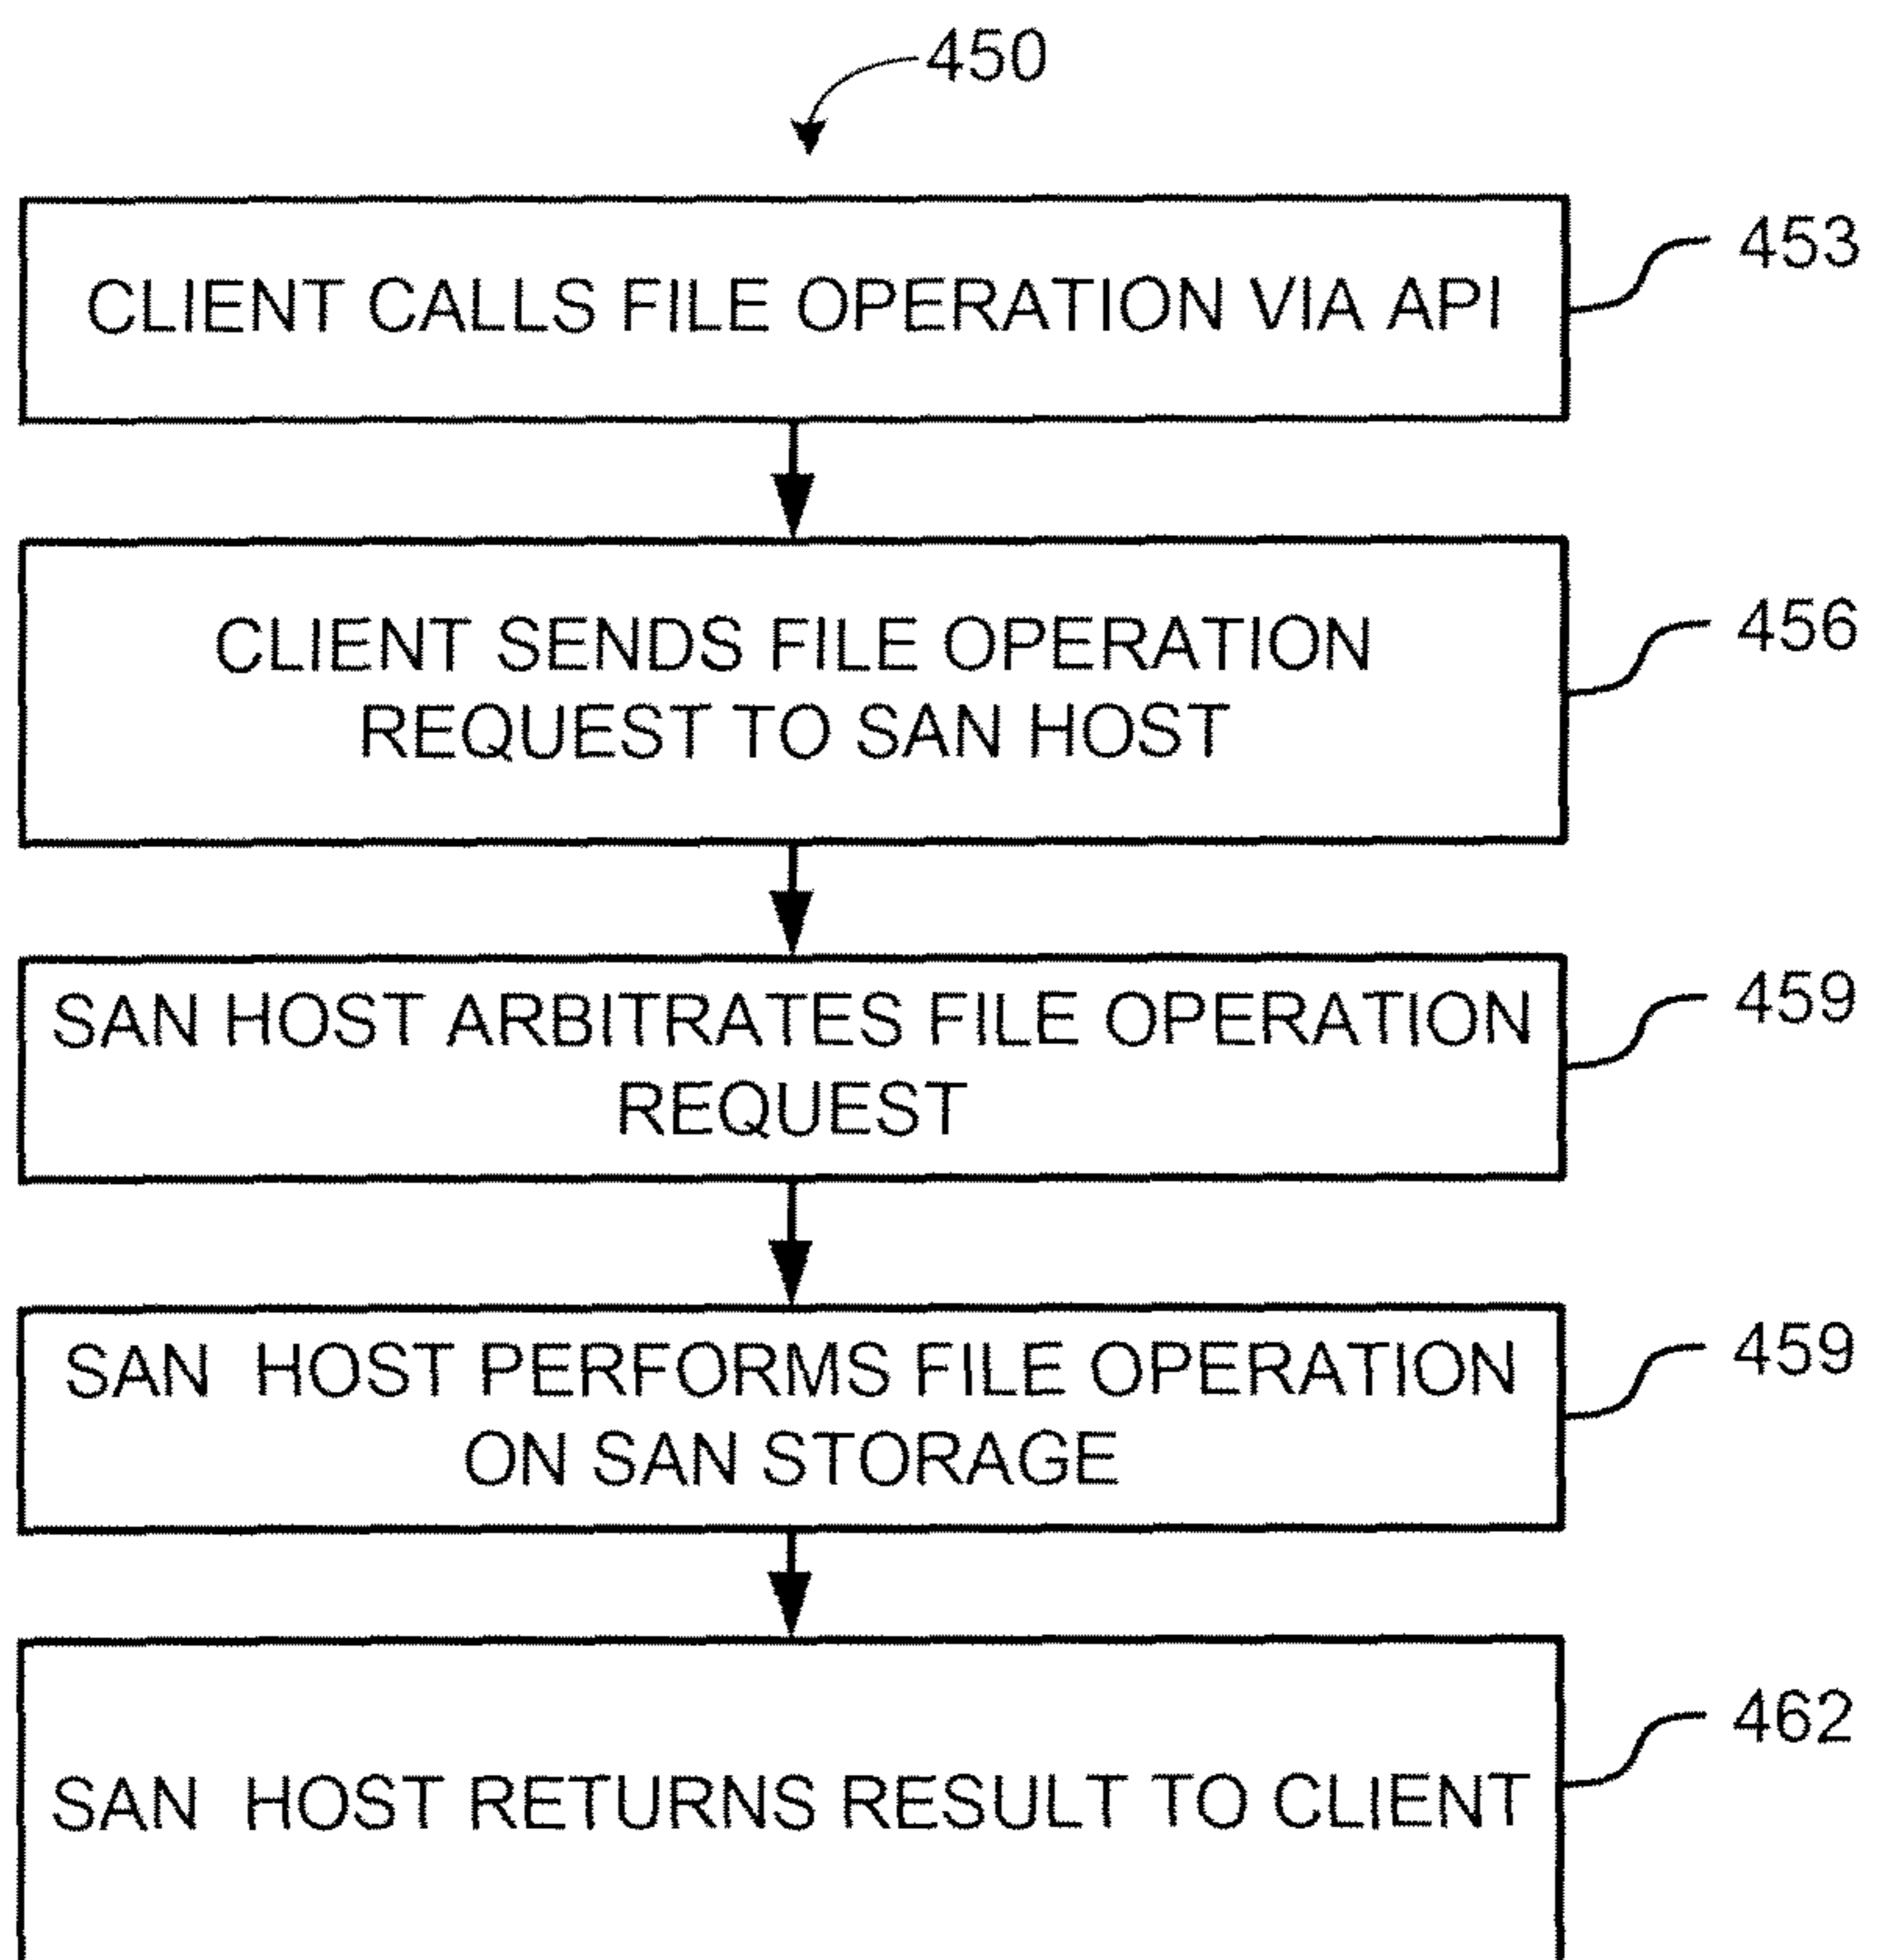 450
CLIENT CALLS FILE OPERATION VIA API
453
CLIENT SENDS FILE OPERATION
REQUEST TO SAN HOST
456
SAN HOST ARBITRATES FILE OPERATION
REQUEST
459
SAN HOST PERFORMS FILE OPERATION
ON SAN STORAGE
459
SAN HOST RETURNS RESULT TO CLIENT
462